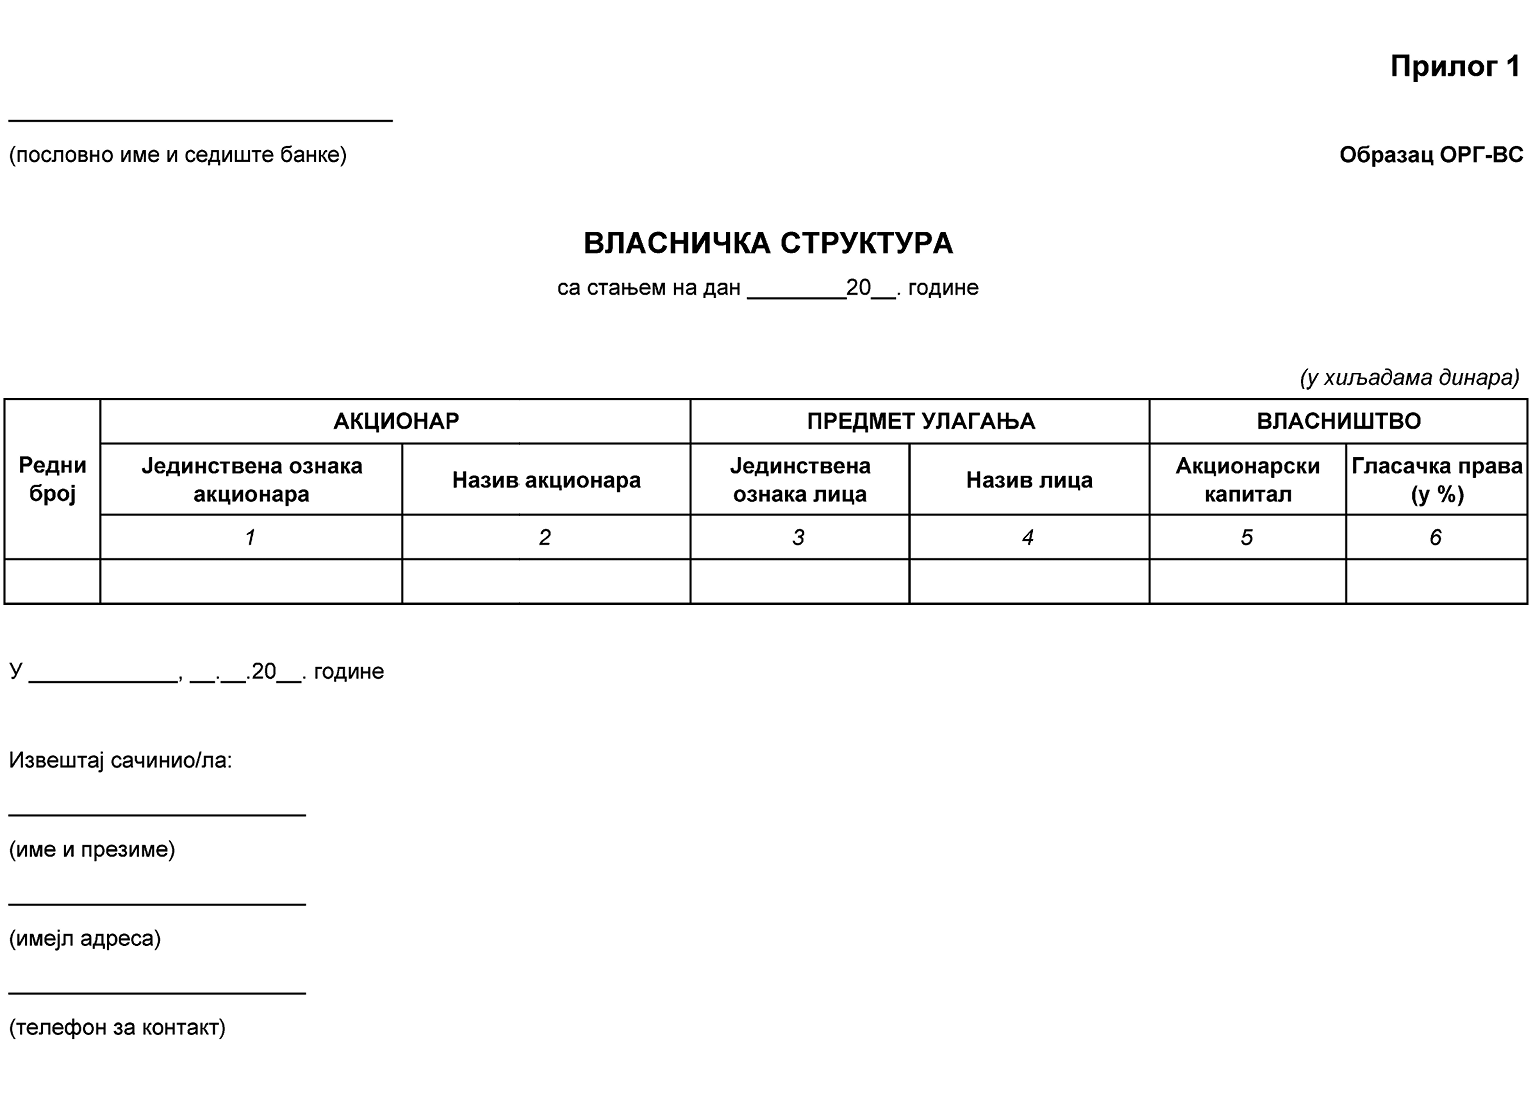 Прилог 1
(пословно име и седиште банке) Образац ОРГ-ВС
ВЛАСНИЧКА СТРУКТУРА
са стањем на дан ________20__. године
(у хиљадама динара)
Редни број
АКЦИОНАР ПРЕДМЕТ УЛАГАЊА ВЛАСНИШТВО
Јединствена ознака акционара
Назив акционара
Јединствена ознака лица
Назив лица
Акционарски капитал
Гласачка права (у %)
1 2 3 4 5 6
У ____________, __.__.20__. године
Извештај сачинио/ла:
(име и презиме)
(имејл адреса)
(телефон за контакт)